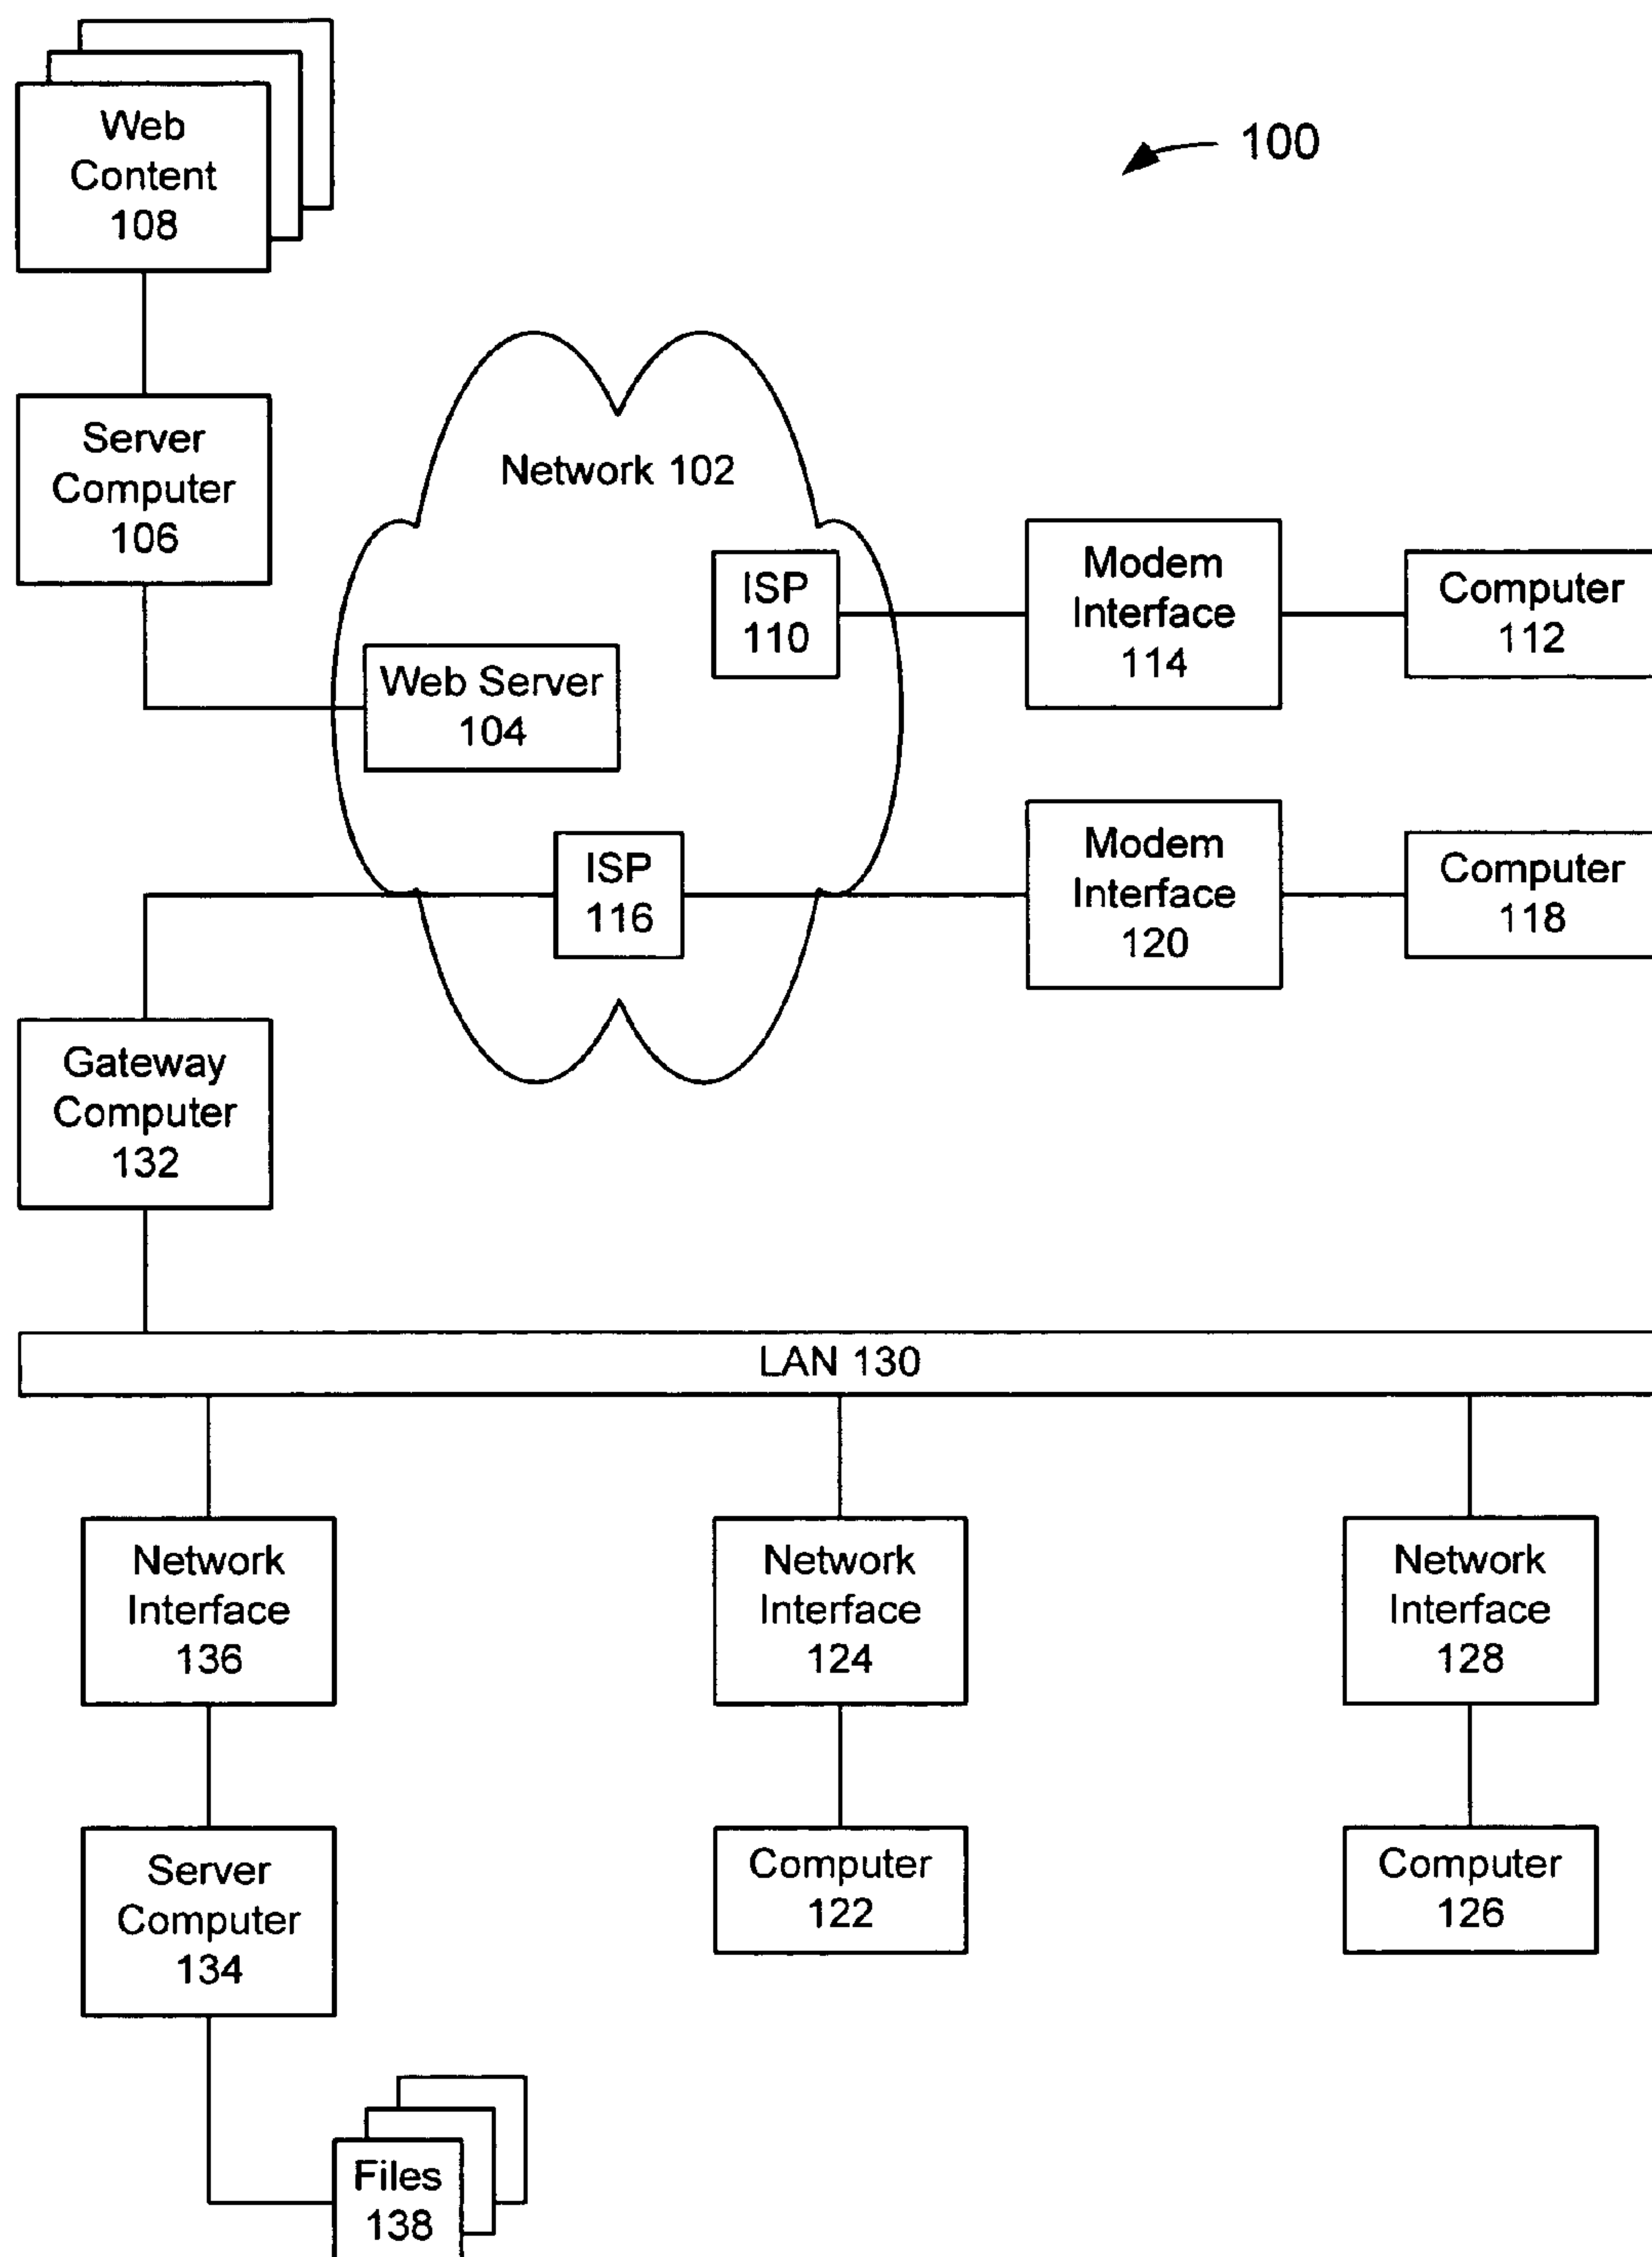 Web
Content
108
100
Server
Computer
106
Network 102
ISP
110
Modem
Interface
114
Computer
112
Web Server
104
ISP
116
Modem
Interface
120
Computer
118
Gateway
Computer
132
LAN 130
Network
Interface
136
Network
Interface
124
Network
Interface
128
Server
Computer
134
Computer
122
Computer
126
Files
138